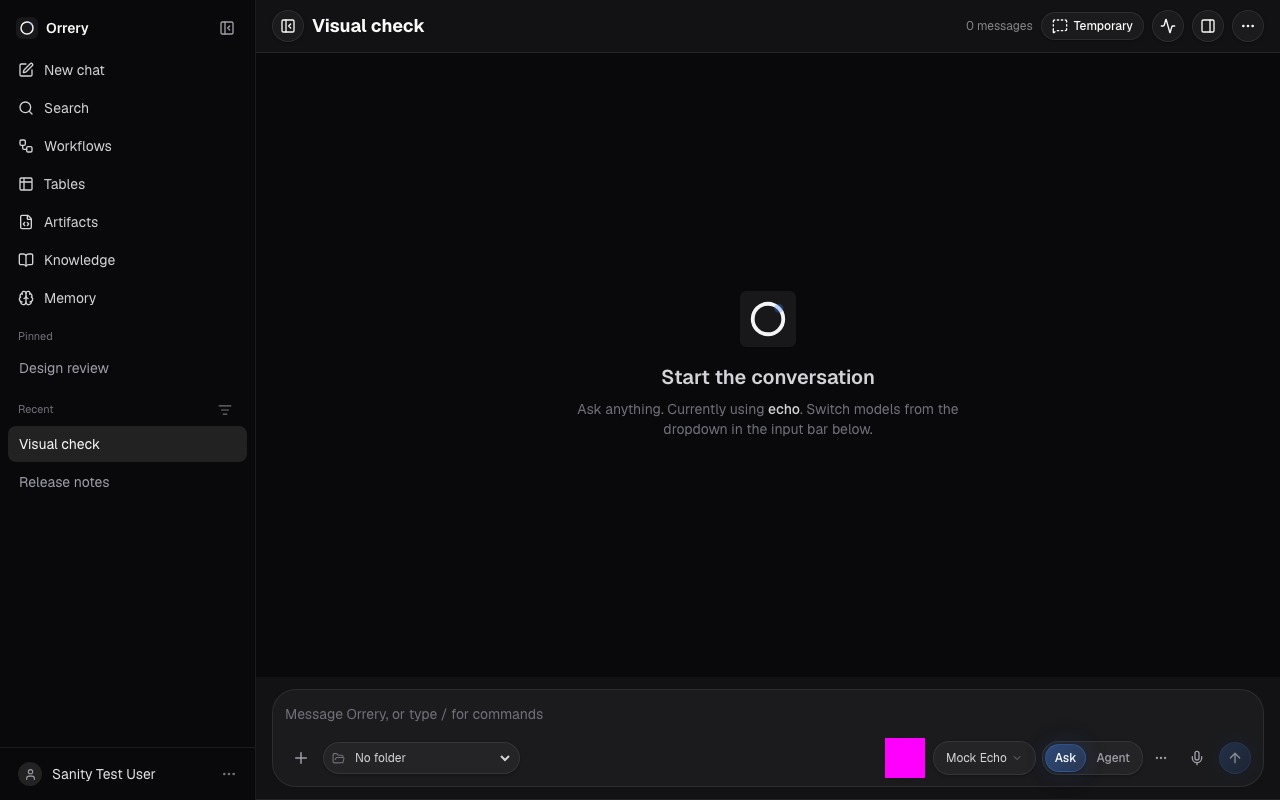 Orrery
New chat
Search
Workflows
Tables
Artifacts
Knowledge
Memory
Pinned
Design review
Recent
Visual check
Release notes
Sanity Test User
Visual check
0 messages
Temporary
Start the conversation
Ask anything. Currently using echo. Switch models from the
dropdown in the input bar below.
Message Orrery, or type / for commands
No folder
Mock Echo
Ask
Agent